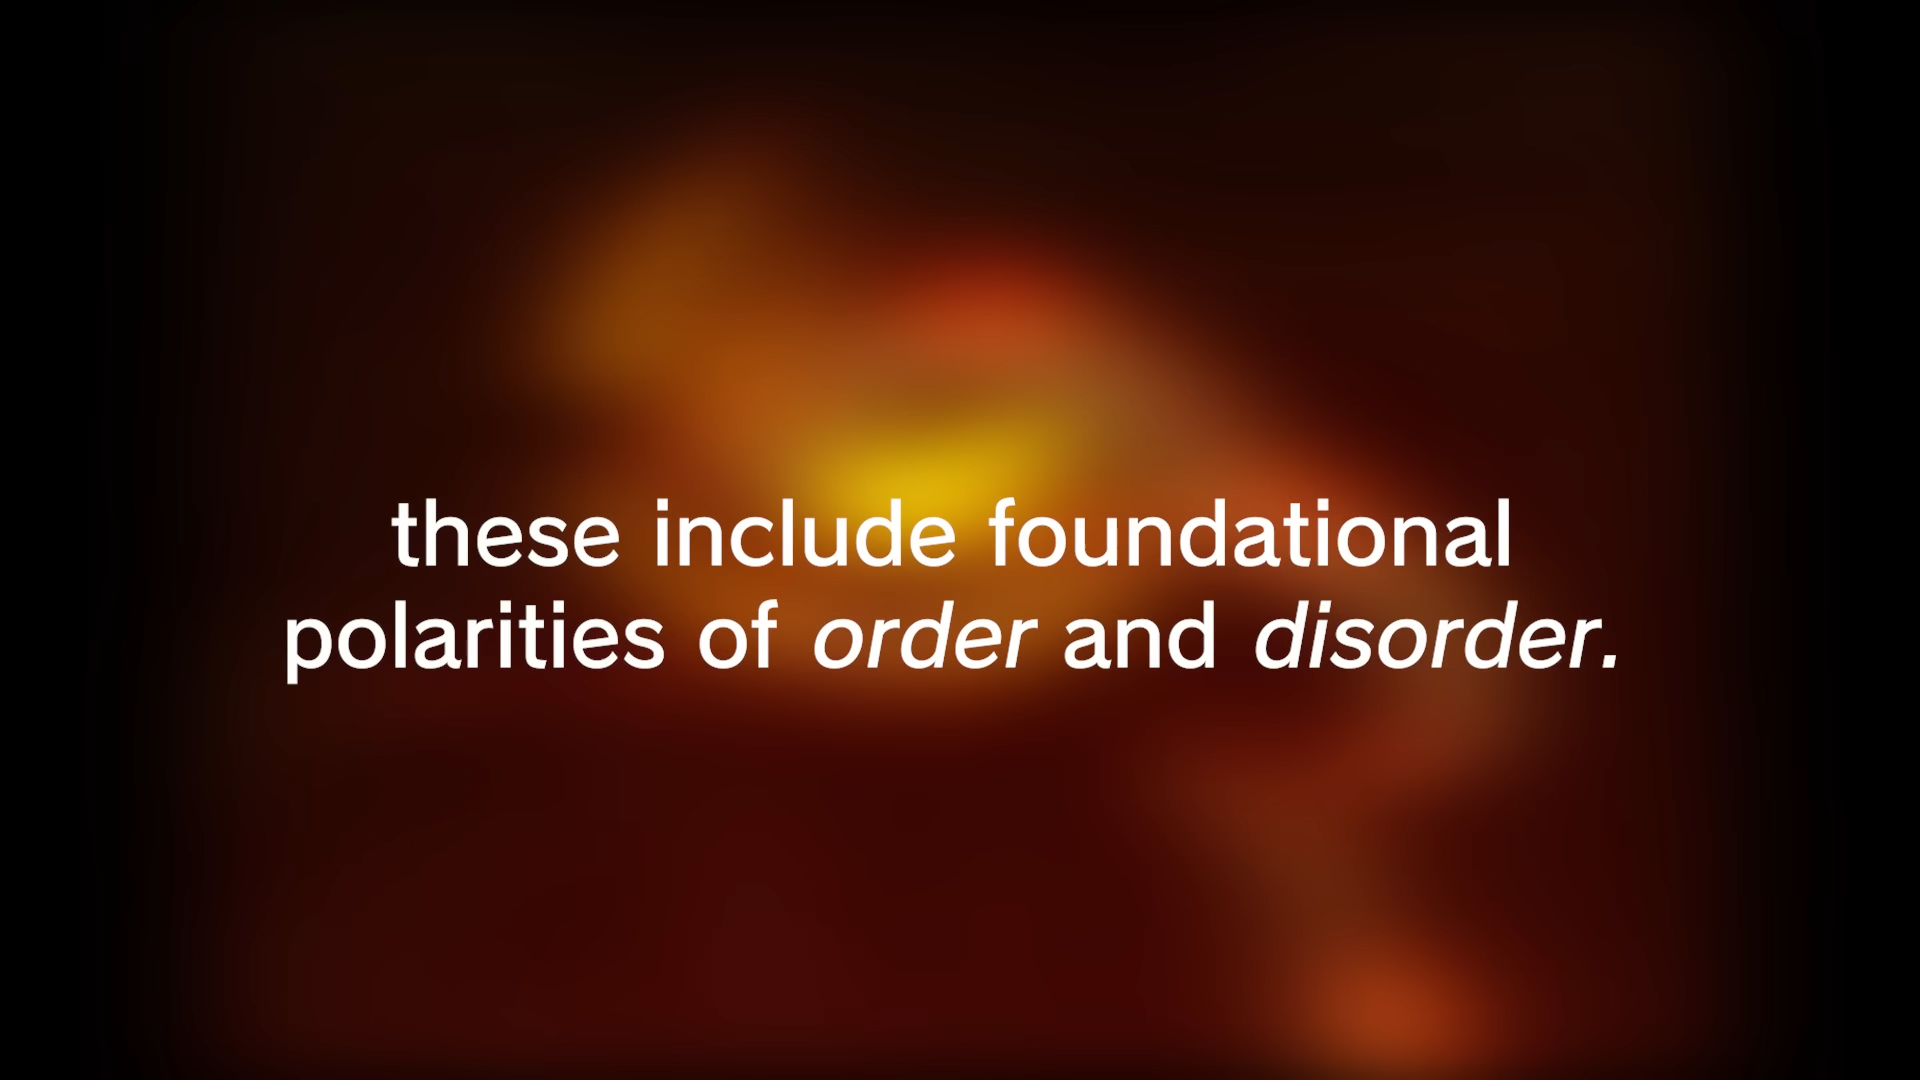 these include foundational
polarities of order and disorder.